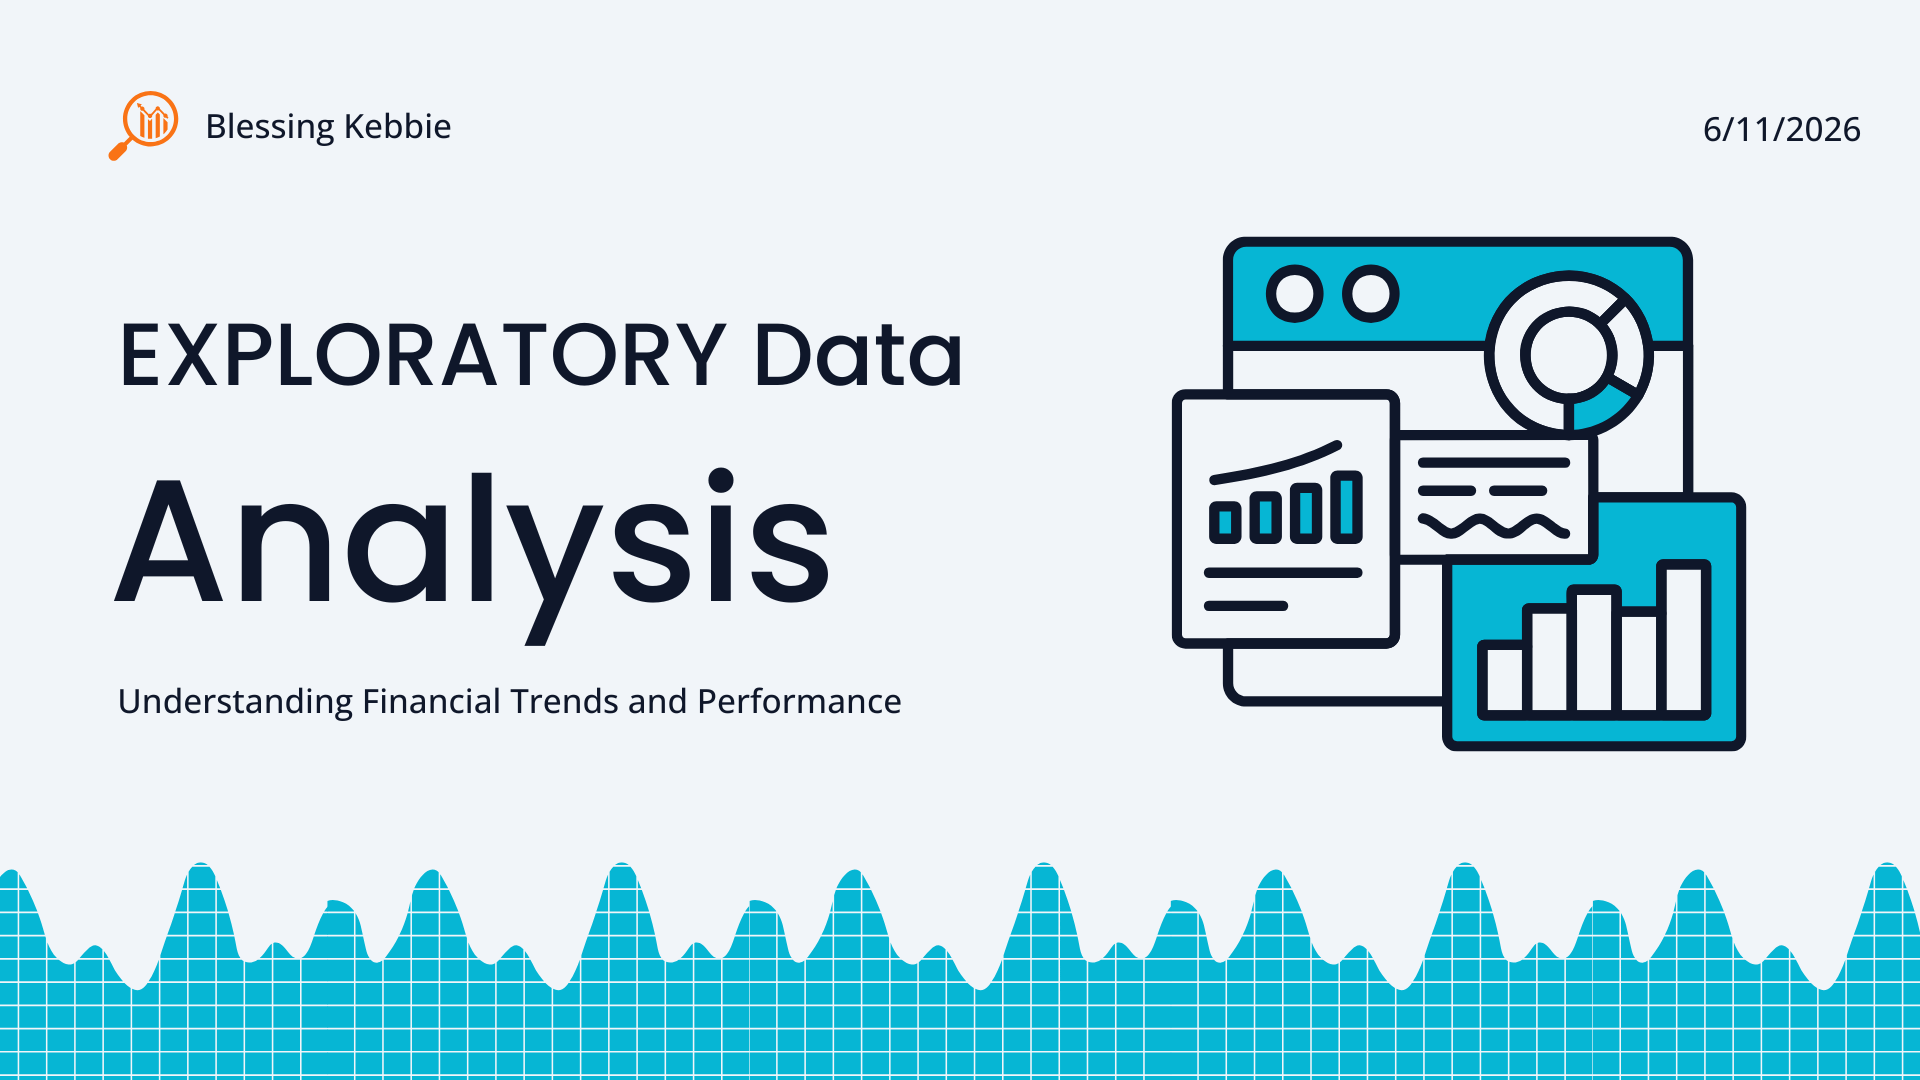 Blessing Kebbie
6/11/2026
EXPLORATORY Data
Analysis
Understanding Financial Trends and Performance